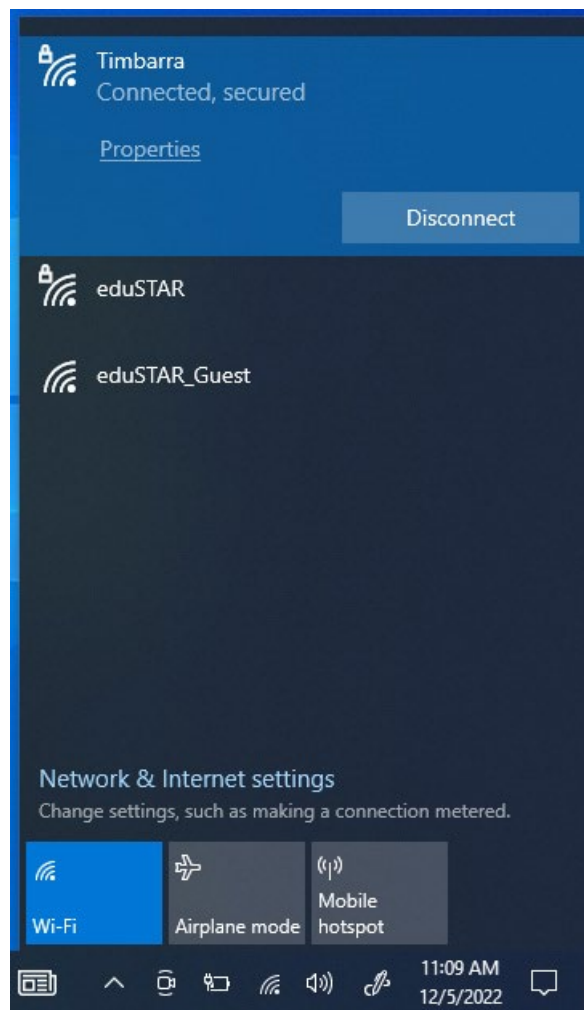 Timbarra
Connected, secured
Properties
Disconnect
eduSTAR
eduSTAR_Guest
Network & Internet settings
Change settings, such as making a connection metered.
Wi-Fi
Airplane mode
Mobile
hotspot
11:09 AM
12/5/2022